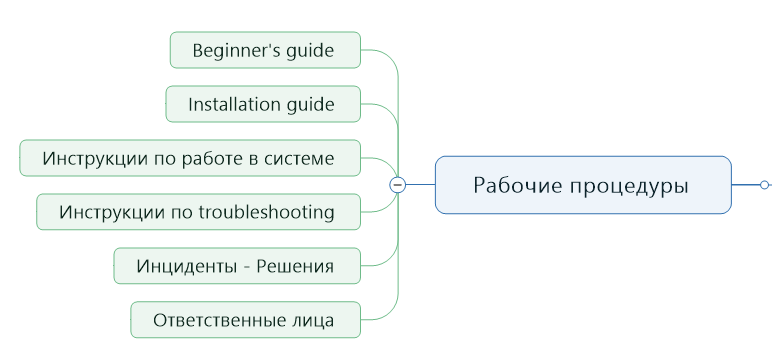 Beginner's guide
Installation guide
Инструкции по работе в системе
Рабочие процедуры
Инструкции по troubleshooting
Инциденты - Решения
Ответственные лица